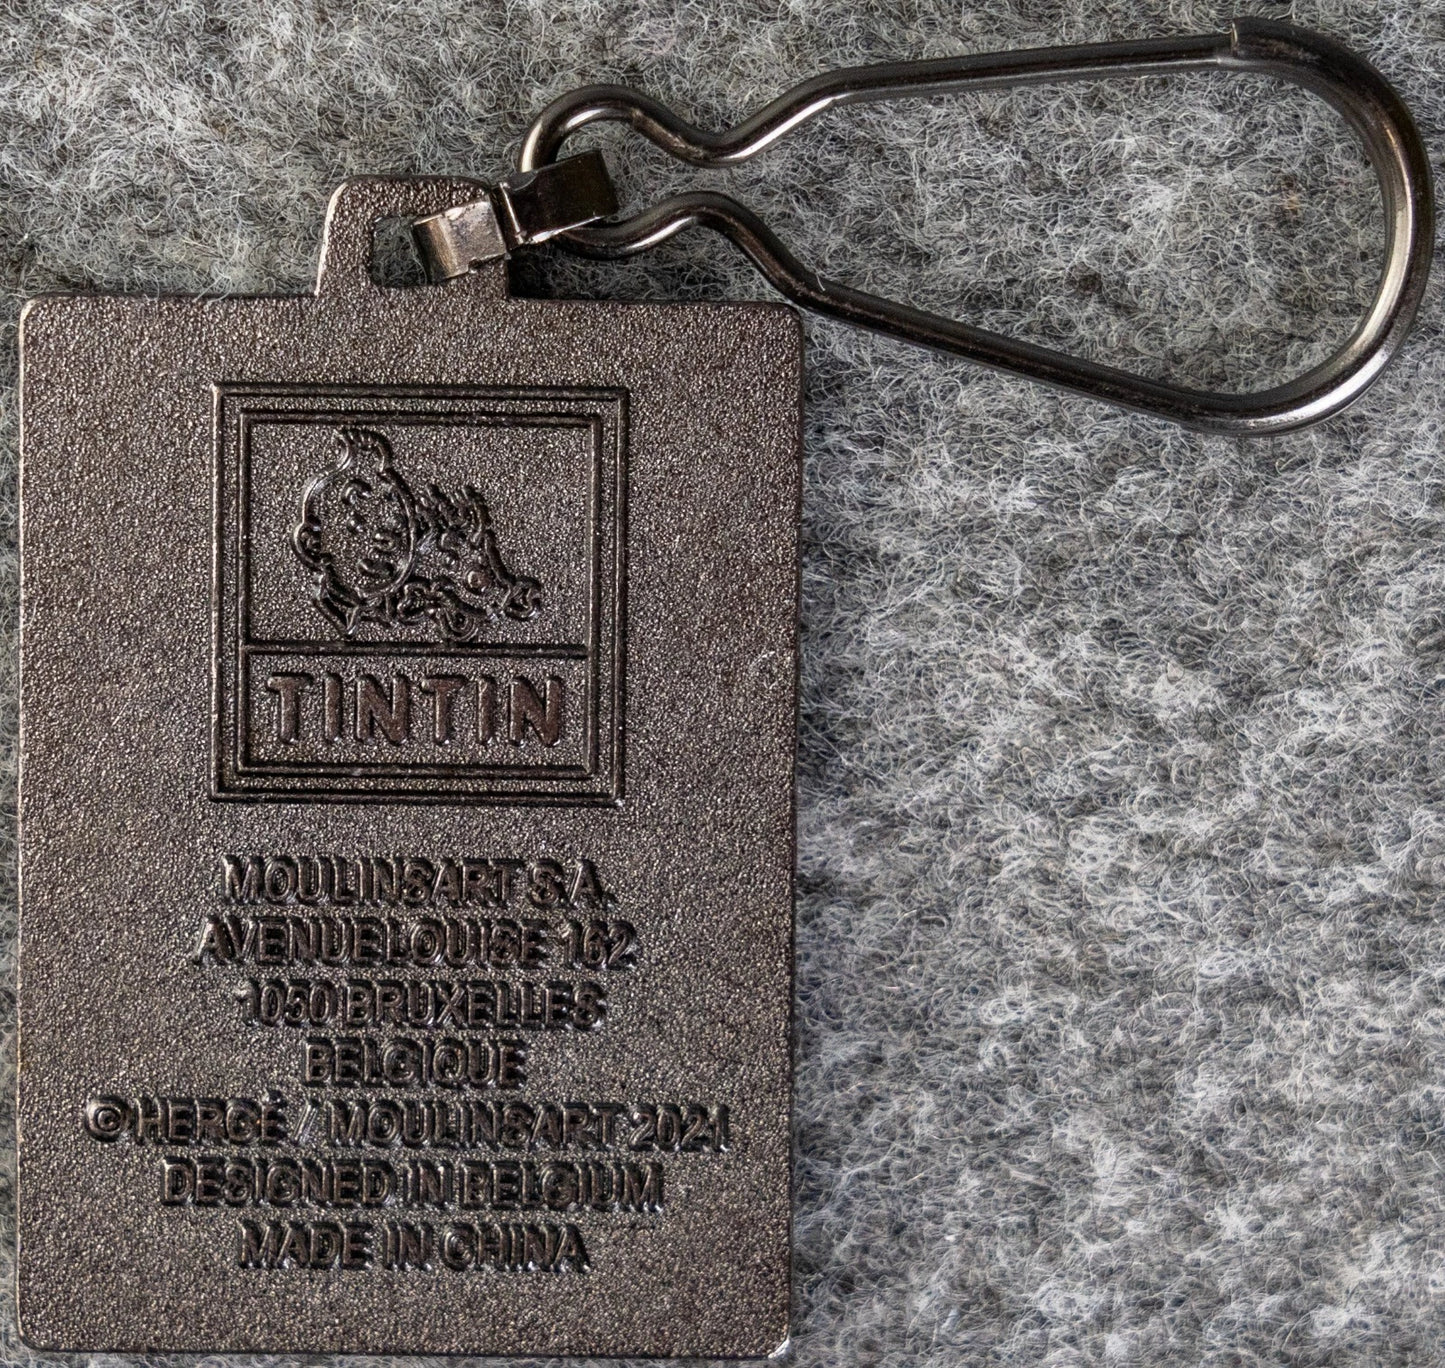 TINTIN
MOULINSART S.A.
AVENUE LOUISE 162
1050 BRUXELLES
BELGIQUE
© HERGÉ / MOULINSART 2021
DESIGNED IN BELGIUM
MADE IN CHINA